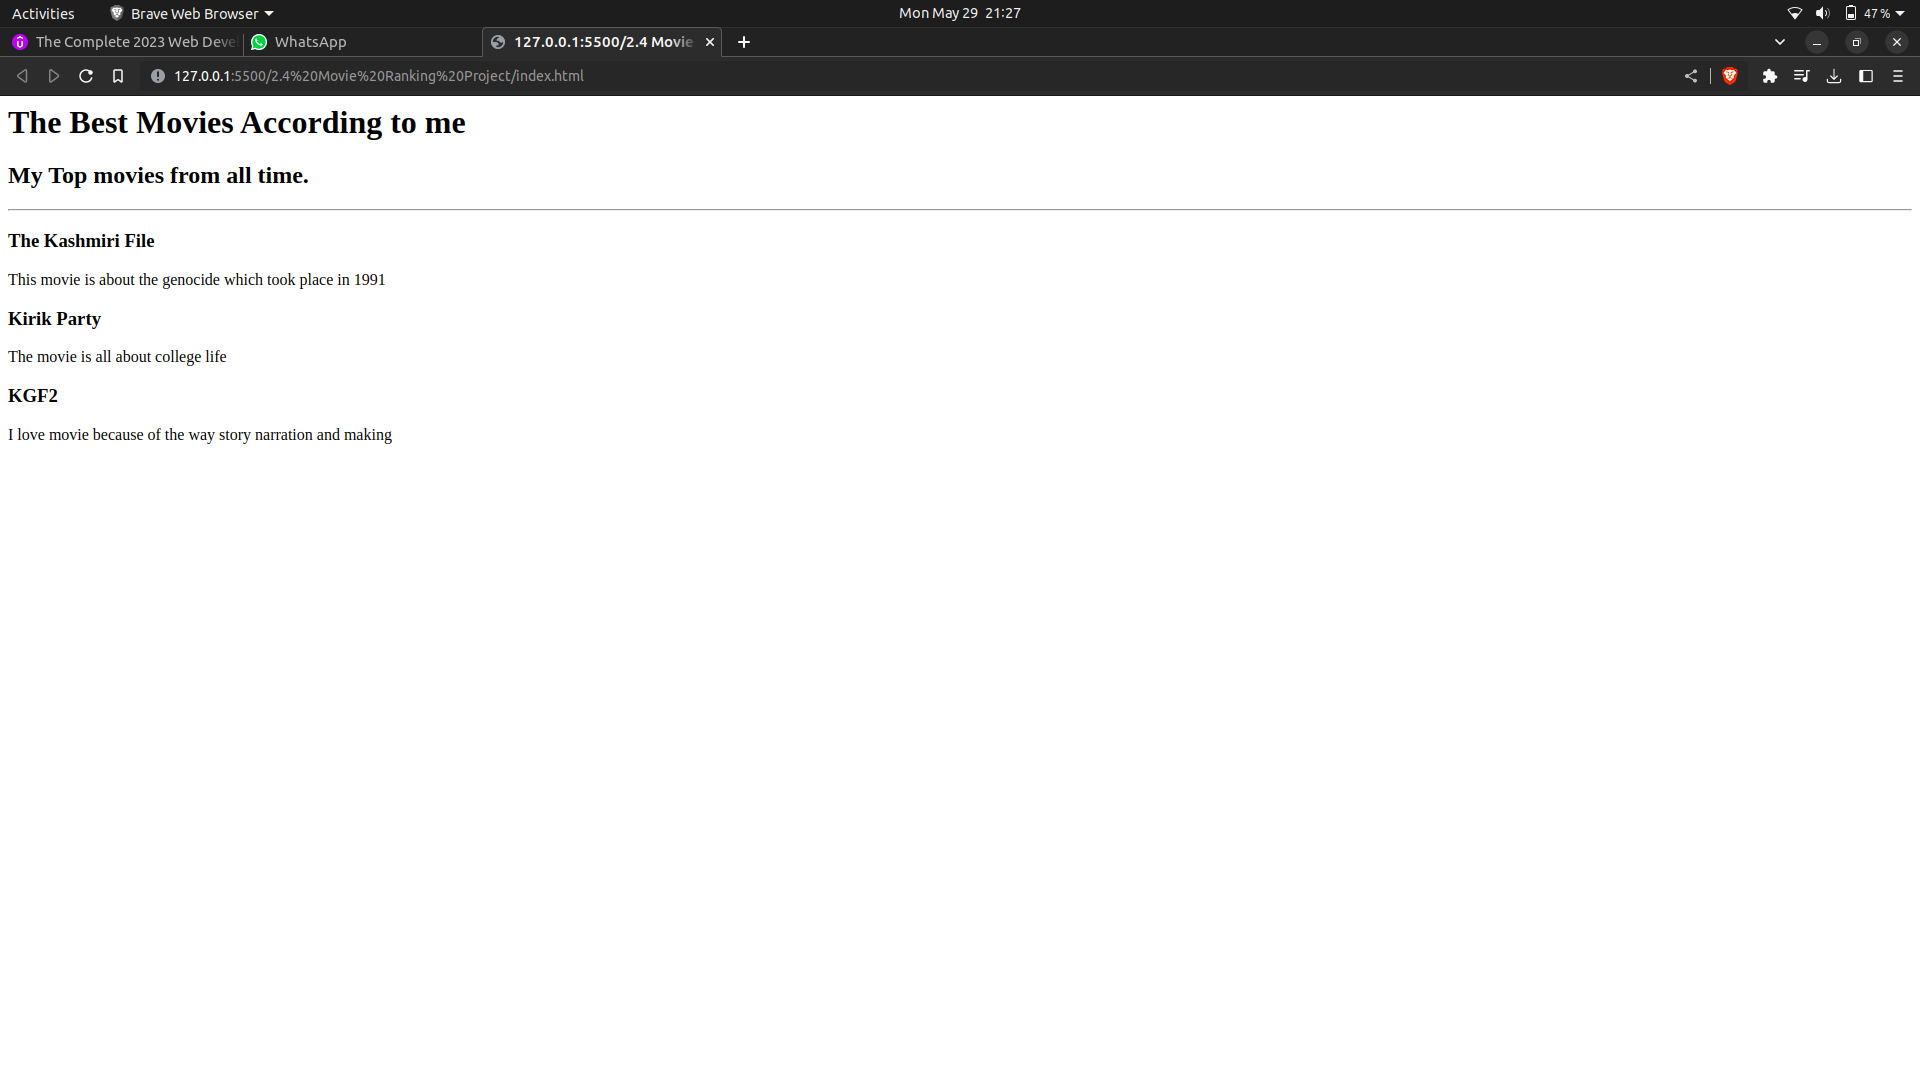 Activities Brave Web Browser Mon May 29 21:27 47 %
The Complete 2023 Web Deve WhatsApp 127.0.0.1:5500/2.4 Movie
127.0.0.1:5500/2.4%20Movie%20Ranking%20Project/index.html
The Best Movies According to me
My Top movies from all time.
The Kashmiri File
This movie is about the genocide which took place in 1991
Kirik Party
The movie is all about college life
KGF2
I love movie because of the way story narration and making